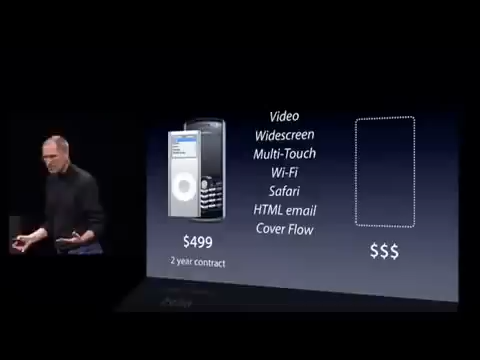 Video
Widescreen
Multi-Touch
Wi-Fi
Safari
HTML email
Cover Flow
$499
2 year contract
$$$